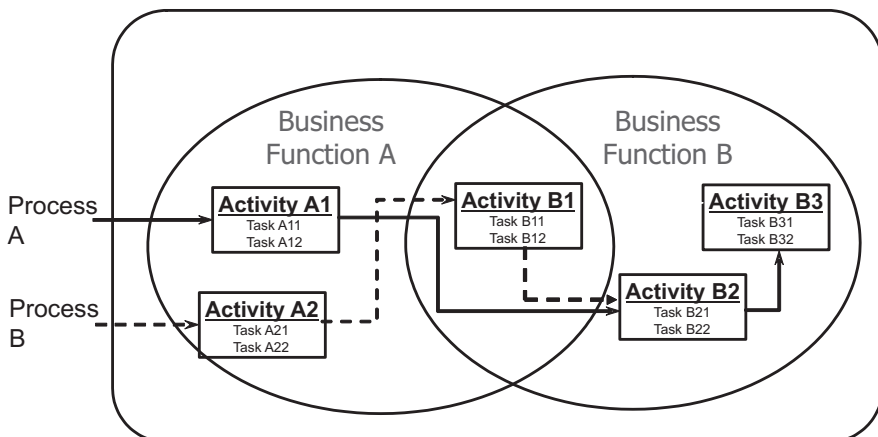 Business
Function A
Business
Function B
Process
A
Activity A1
Task A11
Task A12
Activity B1
Task B11
Task B12
Activity B3
Task B31
Task B32
Process
B
Activity A2
Task A21
Task A22
Activity B2
Task B21
Task B22